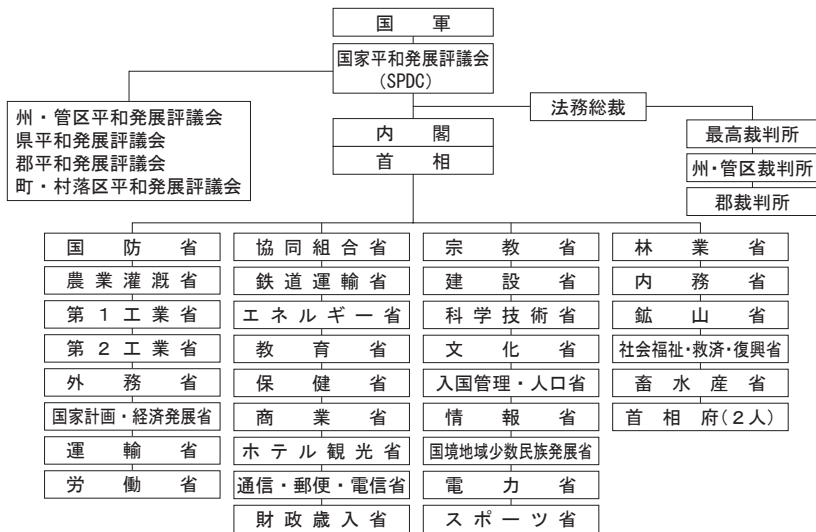 国軍
国家平和発展評議会
(SPDC)
法務総裁
州・管区平和発展評議会
県平和発展評議会
郡平和発展評議会
町・村落区平和発展評議会
内閣
首相
最高裁判所
州・管区裁判所
郡裁判所
国防省
農業灌漑省
第1工業省
第2工業省
外務省
国家計画・経済発展省
運輸省
労働省
協同組合省
鉄道運輸省
エネルギー省
教育省
保健省
商業省
ホテル観光省
通信・郵便・電信省
財政歳入省
宗教省
建設省
科学技術省
文化省
入国管理・人口省
情報省
国境地域少数民族発展省
電力省
スポーツ省
林業省
内務省
鉱山省
社会福祉・救済・復興省
畜水産省
首相府(2人)